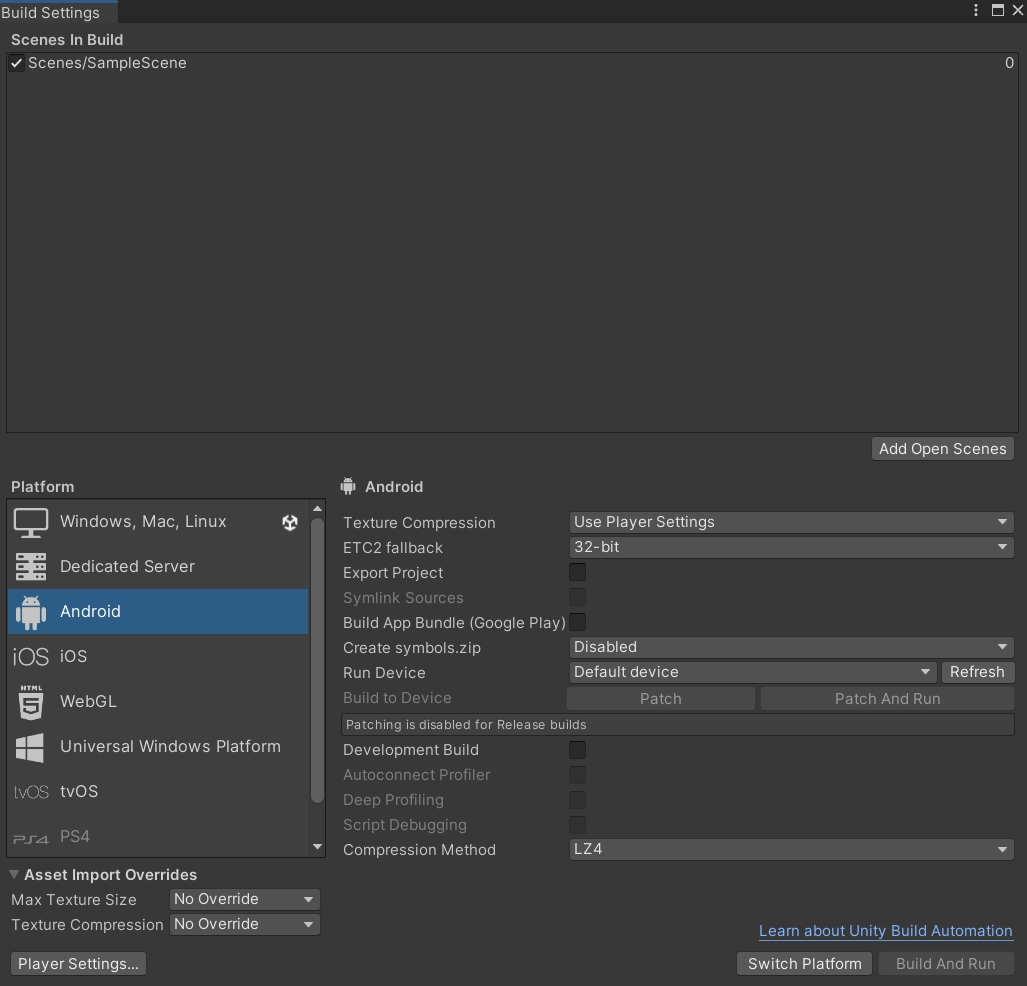 Build Settings
Scenes In Build
Scenes/SampleScene 0
Add Open Scenes
Platform
Windows, Mac, Linux
Dedicated Server
Android
iOS iOS
HTML 5 WebGL
Universal Windows Platform
tvOS tvOS
PS4 PS4
Android
Texture Compression Use Player Settings
ETC2 fallback 32-bit
Export Project
Symlink Sources
Build App Bundle (Google Play)
Create symbols.zip Disabled
Run Device Default device Refresh
Build to Device Patch Patch And Run
Patching is disabled for Release builds
Development Build
Autoconnect Profiler
Deep Profiling
Script Debugging
Compression Method LZ4
Asset Import Overrides
Max Texture Size No Override
Texture Compression No Override
Learn about Unity Build Automation
Player Settings... Switch Platform Build And Run